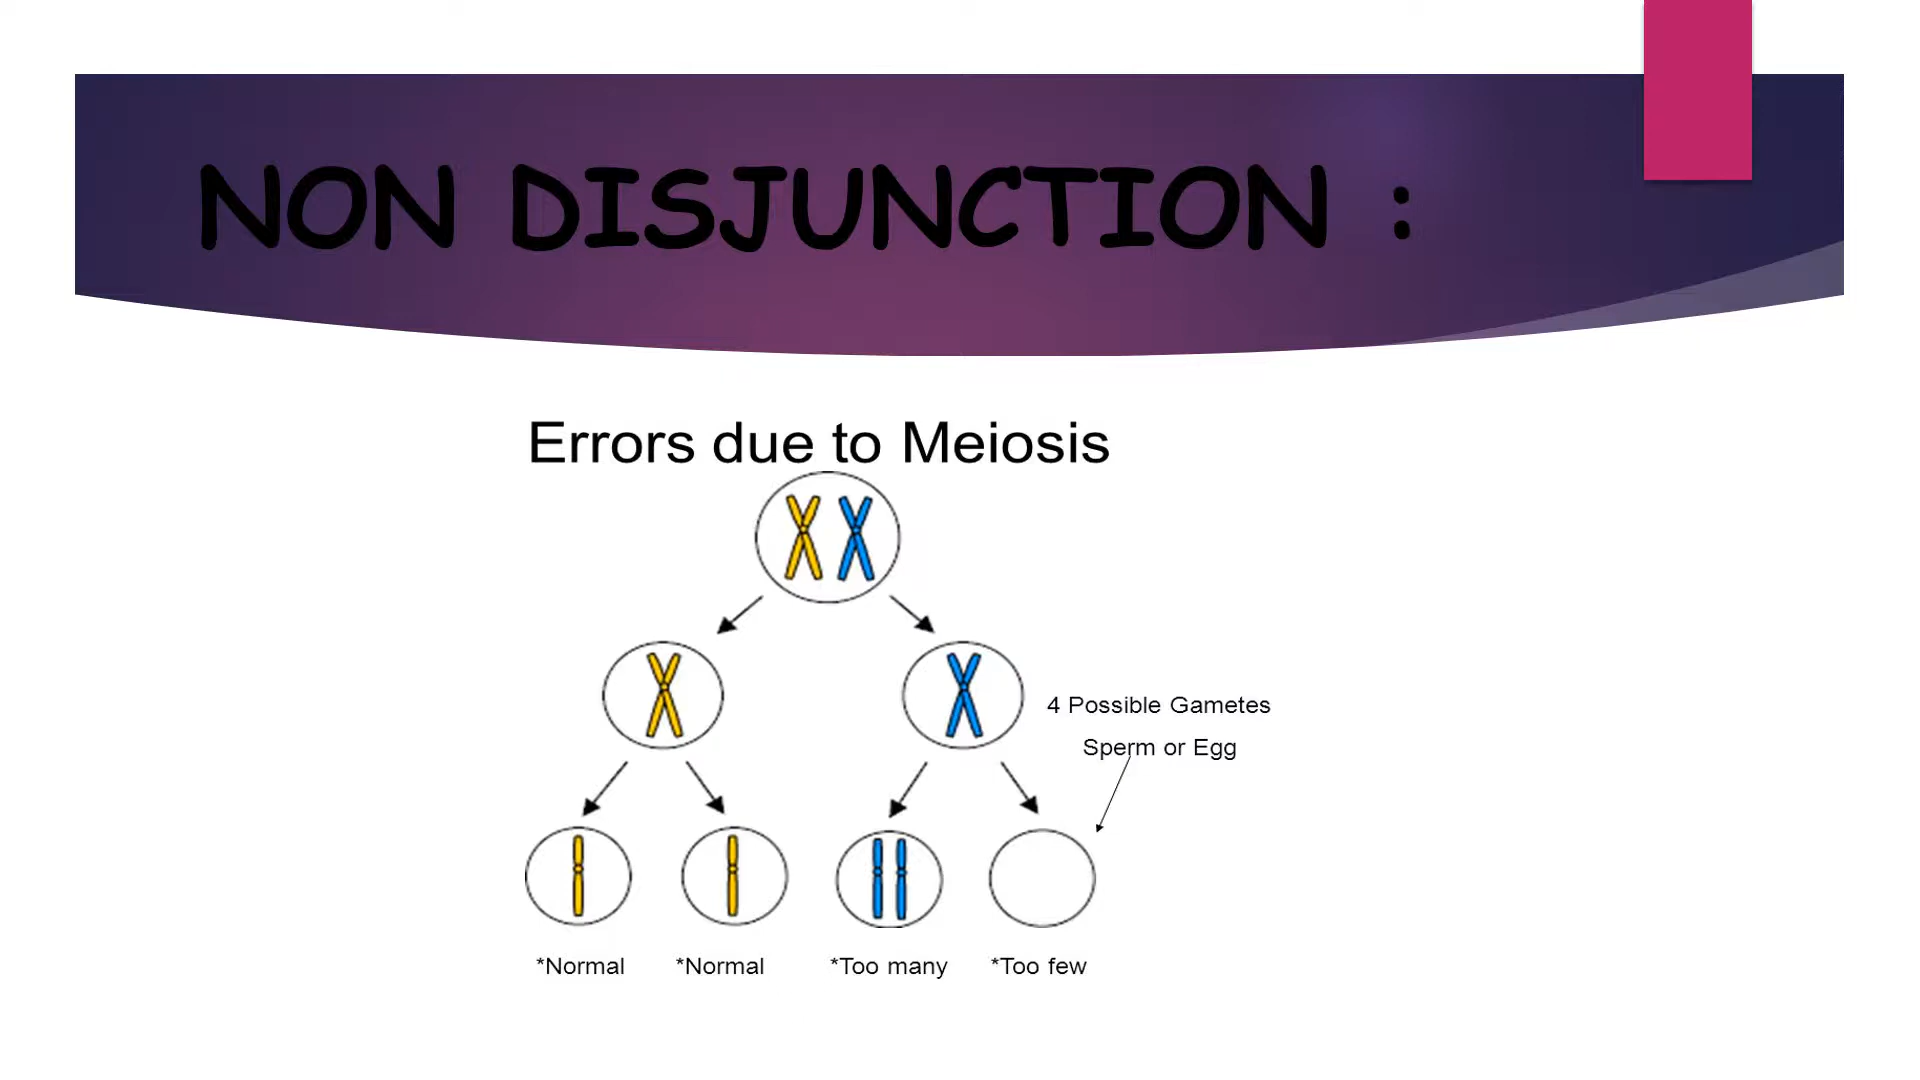 NON DISJUNCTION :
Errors due to Meiosis
4 Possible Gametes
Sperm or Egg
*Normal *Normal *Too many *Too few